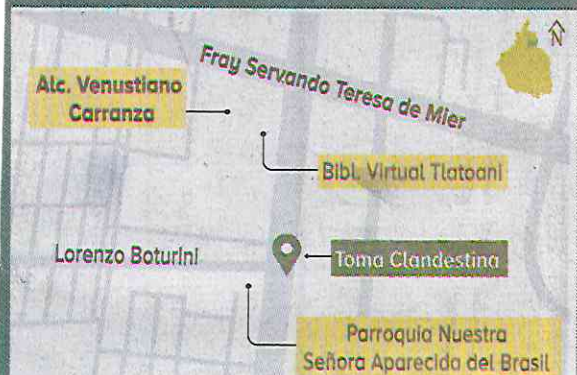 N
Fray Servando Teresa de Mier
Alc. Venustiano
Carranza
Bibl. Virtual Tlatoani
Lorenzo Boturini
Toma Clandestina
Parroquia Nuestra
Señora Aparecida del Brasil